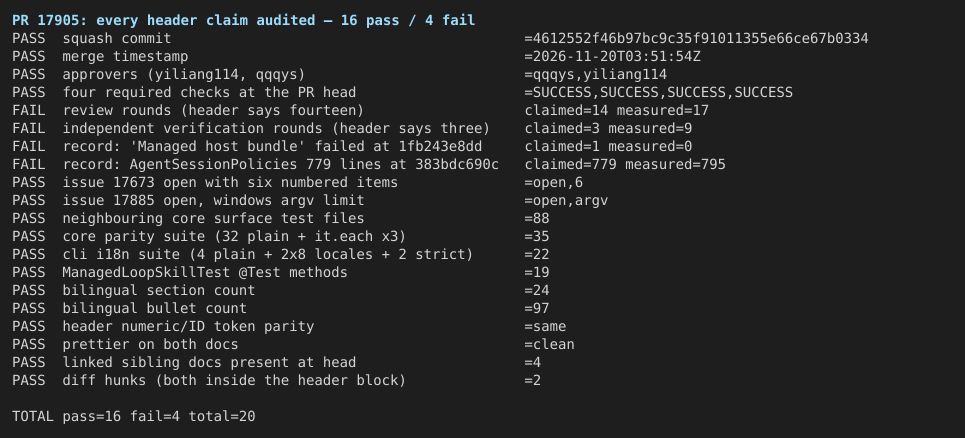 PR 17905: every header claim audited — 16 pass / 4 fail
PASS  squash commit                                          =4612552f46b97bc9c35f91011355e66ce67b0334
PASS  merge timestamp                                        =2026-11-20T03:51:54Z
PASS  approvers (yiliang114, qqqys)                          =qqqys,yiliang114
PASS  four required checks at the PR head                    =SUCCESS,SUCCESS,SUCCESS,SUCCESS
FAIL  review rounds (header says fourteen)                   claimed=14 measured=17
FAIL  independent verification rounds (header says three)    claimed=3 measured=9
FAIL  record: 'Managed host bundle' failed at 1fb243e8dd     claimed=1 measured=0
FAIL  record: AgentSessionPolicies 779 lines at 383bdc690c   claimed=779 measured=795
PASS  issue 17673 open with six numbered items               =open,6
PASS  issue 17885 open, windows argv limit                   =open,argv
PASS  neighbouring core surface test files                   =88
PASS  core parity suite (32 plain + it.each x3)              =35
PASS  cli i18n suite (4 plain + 2x8 locales + 2 strict)      =22
PASS  ManagedLoopSkillTest @Test methods                     =19
PASS  bilingual section count                                =24
PASS  bilingual bullet count                                 =97
PASS  header numeric/ID token parity                         =same
PASS  prettier on both docs                                  =clean
PASS  linked sibling docs present at head                    =4
PASS  diff hunks (both inside the header block)              =2
TOTAL pass=16 fail=4 total=20